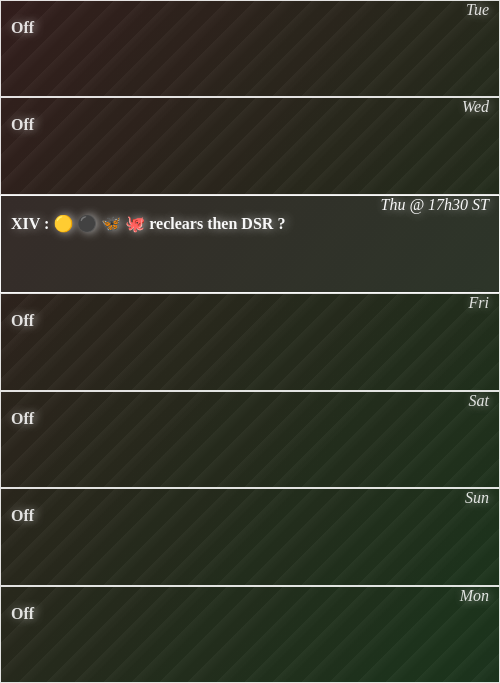 Tue
Off
Wed
Off
Thu @ 17h30 ST
XIV : 🟡 ⚫ 🦋 🐙 reclears then DSR ?
Fri
Off
Sat
Off
Sun
Off
Mon
Off